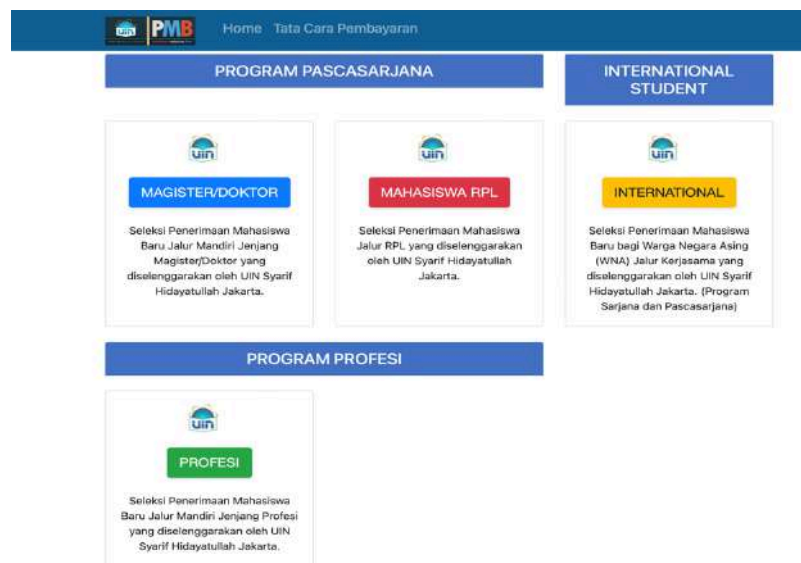 uin PMB Home Tata Cara Pembayaran
PROGRAM PASCASARJANA
INTERNATIONAL
STUDENT
uin
MAGISTER/DOKTOR
Seleksi Penerimaan Mahasiswa
Baru Jalur Mandiri Jenjang
Magister/Doktor yang
diselenggarakan oleh UIN Syarif
Hidayatullah Jakarta.
uin
MAHASISWA RPL
Seleksi Penerimaan Mahasiswa
Jalur RPL yang diselenggarakan
oleh UIN Syarif Hidayatullah
Jakarta.
uin
INTERNATIONAL
Seleksi Penerimaan Mahasiswa
Baru bagi Warga Negara Asing
(WNA) Jalur Kerjasama yang
diselenggarakan oleh UIN Syarif
Hidayatullah Jakarta. (Program
Sarjana dan Pascasarjana)
PROGRAM PROFESI
uin
PROFESI
Seleksi Penerimaan Mahasiswa
Baru Jalur Mandiri Jenjang Profesi
yang diselenggarakan oleh UIN
Syarif Hidayatullah Jakarta.